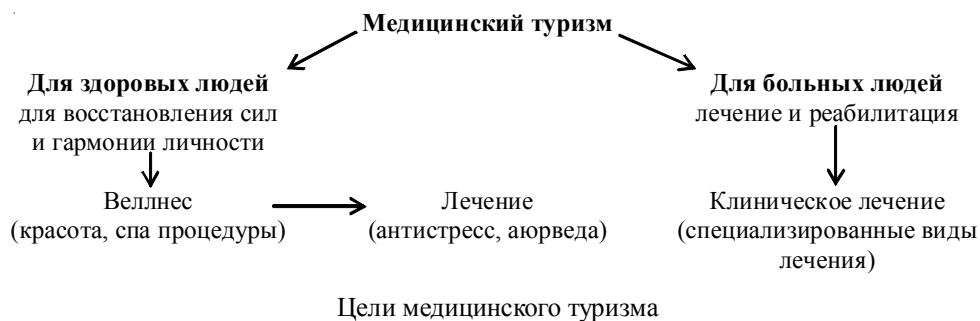 Медицинский туризм
Для здоровых людей
для восстановления сил
и гармонии личности
Для больных людей
лечение и реабилитация
Веллнес
(красота, спа процедуры)
Лечение
(антистресс, аюрведа)
Клиническое лечение
(специализированные виды
лечения)
Цели медицинского туризма